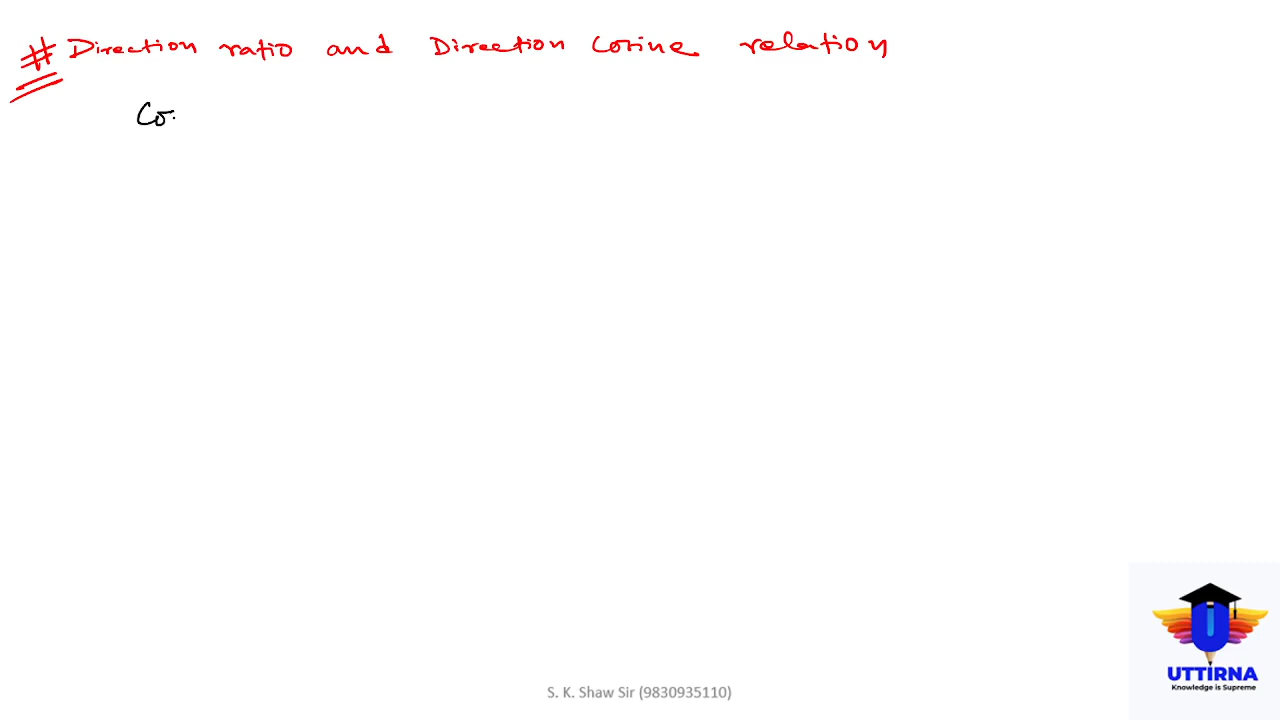 # Direction ratio and Direction Cosine relation
Co
S. K. Shaw Sir (9830935110)
U
UTTIRNA
Knowledge is Supreme